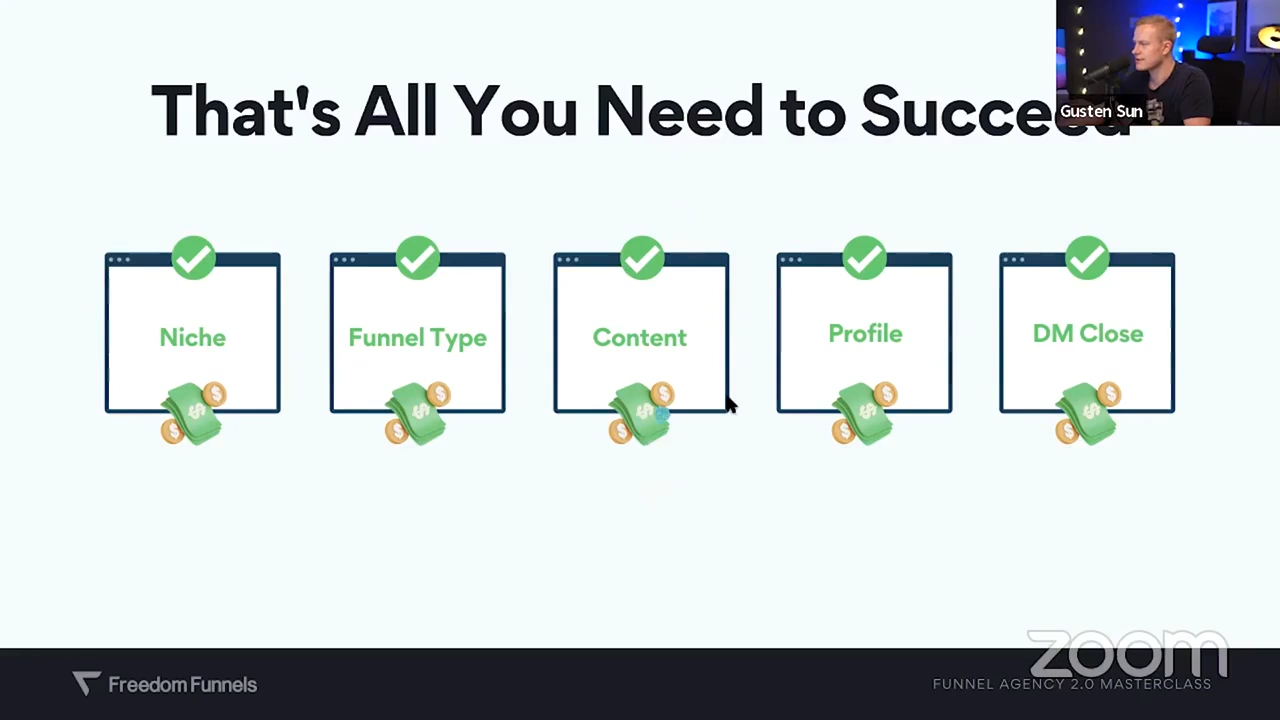 That's All You Need to Succeed
Gusten Sun
Niche
Funnel Type
Content
Profile
DM Close
zoom
Freedom Funnels
FUNNEL AGENCY 2.0 MASTERCLASS